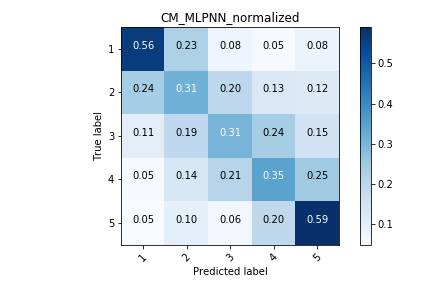 CM_MLPNN_normalized
True label
1 0.56 0.23 0.08 0.05 0.08
2 0.24 0.31 0.20 0.13 0.12
3 0.11 0.19 0.31 0.24 0.15
4 0.05 0.14 0.21 0.35 0.25
5 0.05 0.10 0.06 0.20 0.59
1 2 3 4 5
Predicted label
0.5
0.4
0.3
0.2
0.1